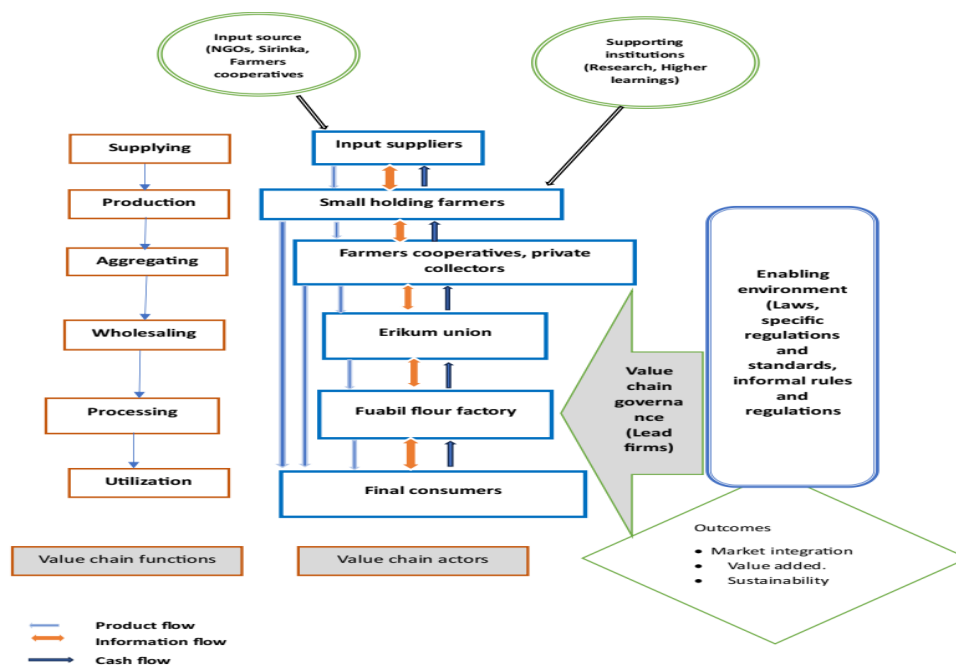 Input source
(NGOs, Sirinka,
Farmers
cooperatives
Supporting
institutions
(Research, Higher
learnings)
Supplying
Production
Aggregating
Wholesaling
Processing
Utilization
Value chain functions
Input suppliers
Small holding farmers
Farmers cooperatives, private
collectors
Erikum union
Fuabil flour factory
Final consumers
Value chain actors
Value
chain
governa
nce
(Lead
firms)
Enabling
environment
(Laws,
specific
regulations
and
standards,
informal rules
and
regulations
Outcomes
• Market integration
• Value added.
• Sustainability
Product flow
Information flow
Cash flow